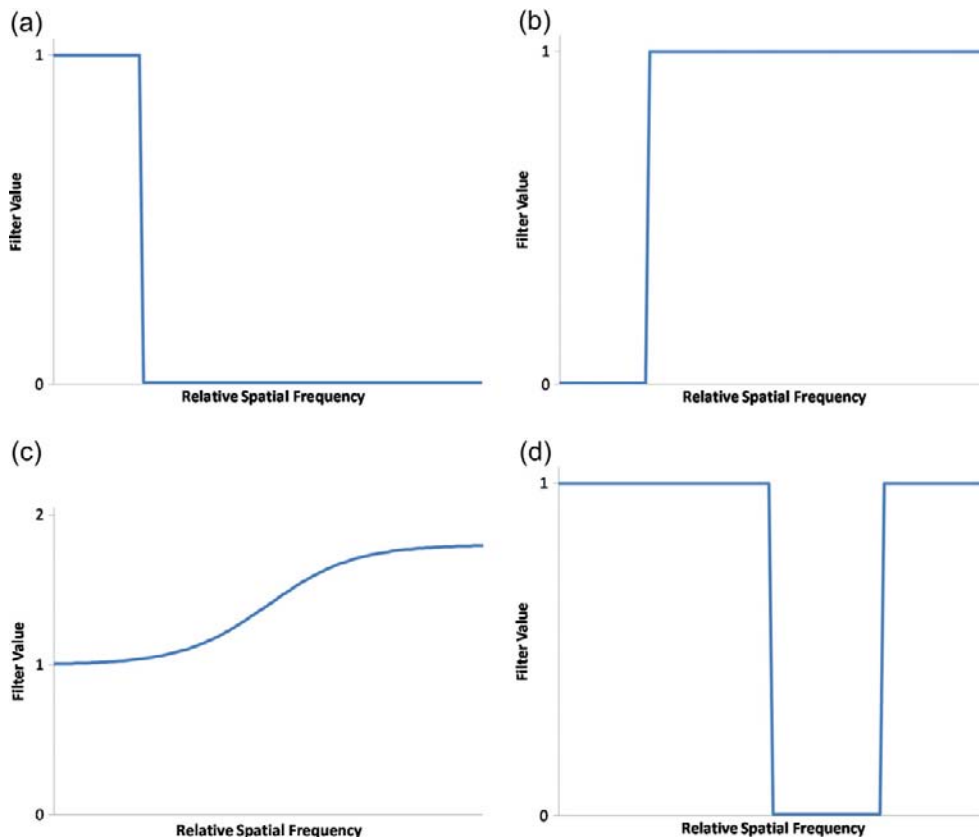 (a)
1
Filter Value
0
Relative Spatial Frequency
(b)
1
Filter Value
0
Relative Spatial Frequency
(c)
2
Filter Value
1
0
Relative Spatial Frequency
(d)
1
Filter Value
0
Relative Spatial Frequency